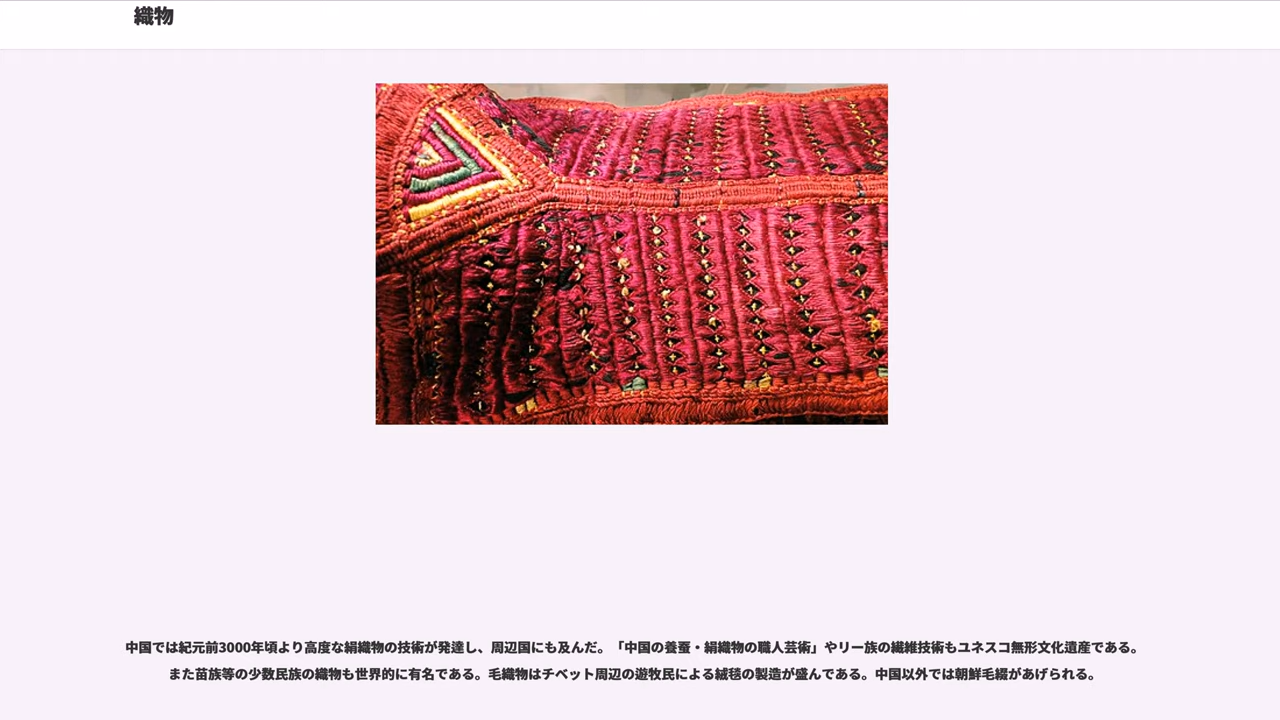 織物
中国では紀元前3000年頃より高度な絹織物の技術が発達し、周辺国にも及んだ。「中国の養蚕・絹織物の職人芸術」やリー族の繊維技術もユネスコ無形文化遺産である。
また苗族等の少数民族の織物も世界的に有名である。毛織物はチベット周辺の遊牧民による絨毯の製造が盛んである。中国以外では朝鮮毛綴があげられる。